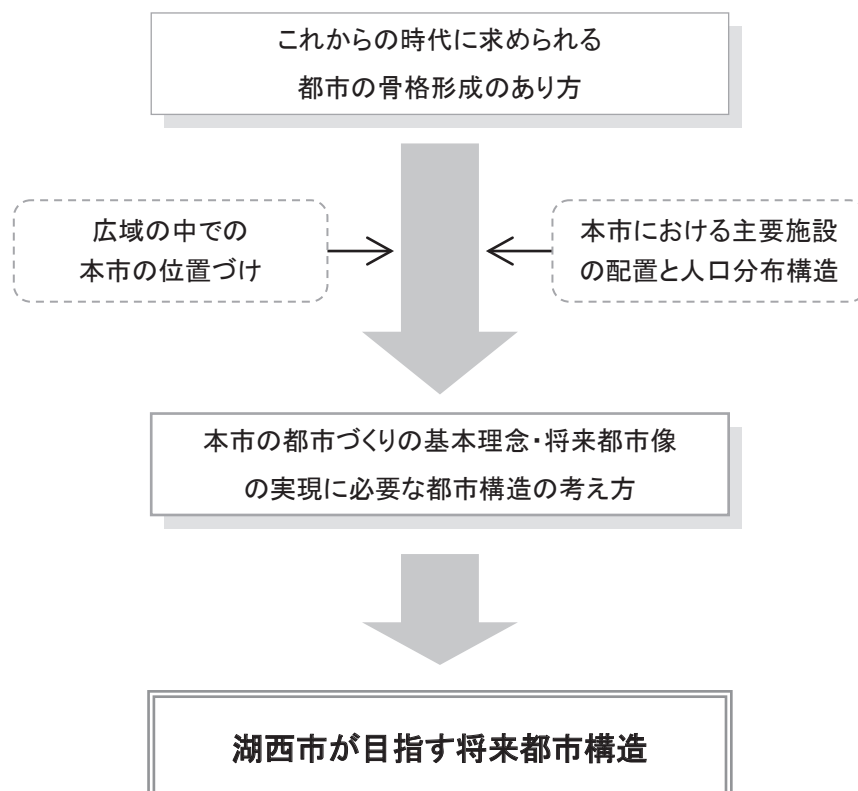 これからの時代に求められる
都市の骨格形成のあり方
広域の中での
本市の位置づけ
本市における主要施設
の配置と人口分布構造
本市の都市づくりの基本理念・将来都市像
の実現に必要な都市構造の考え方
湖西市が目指す将来都市構造